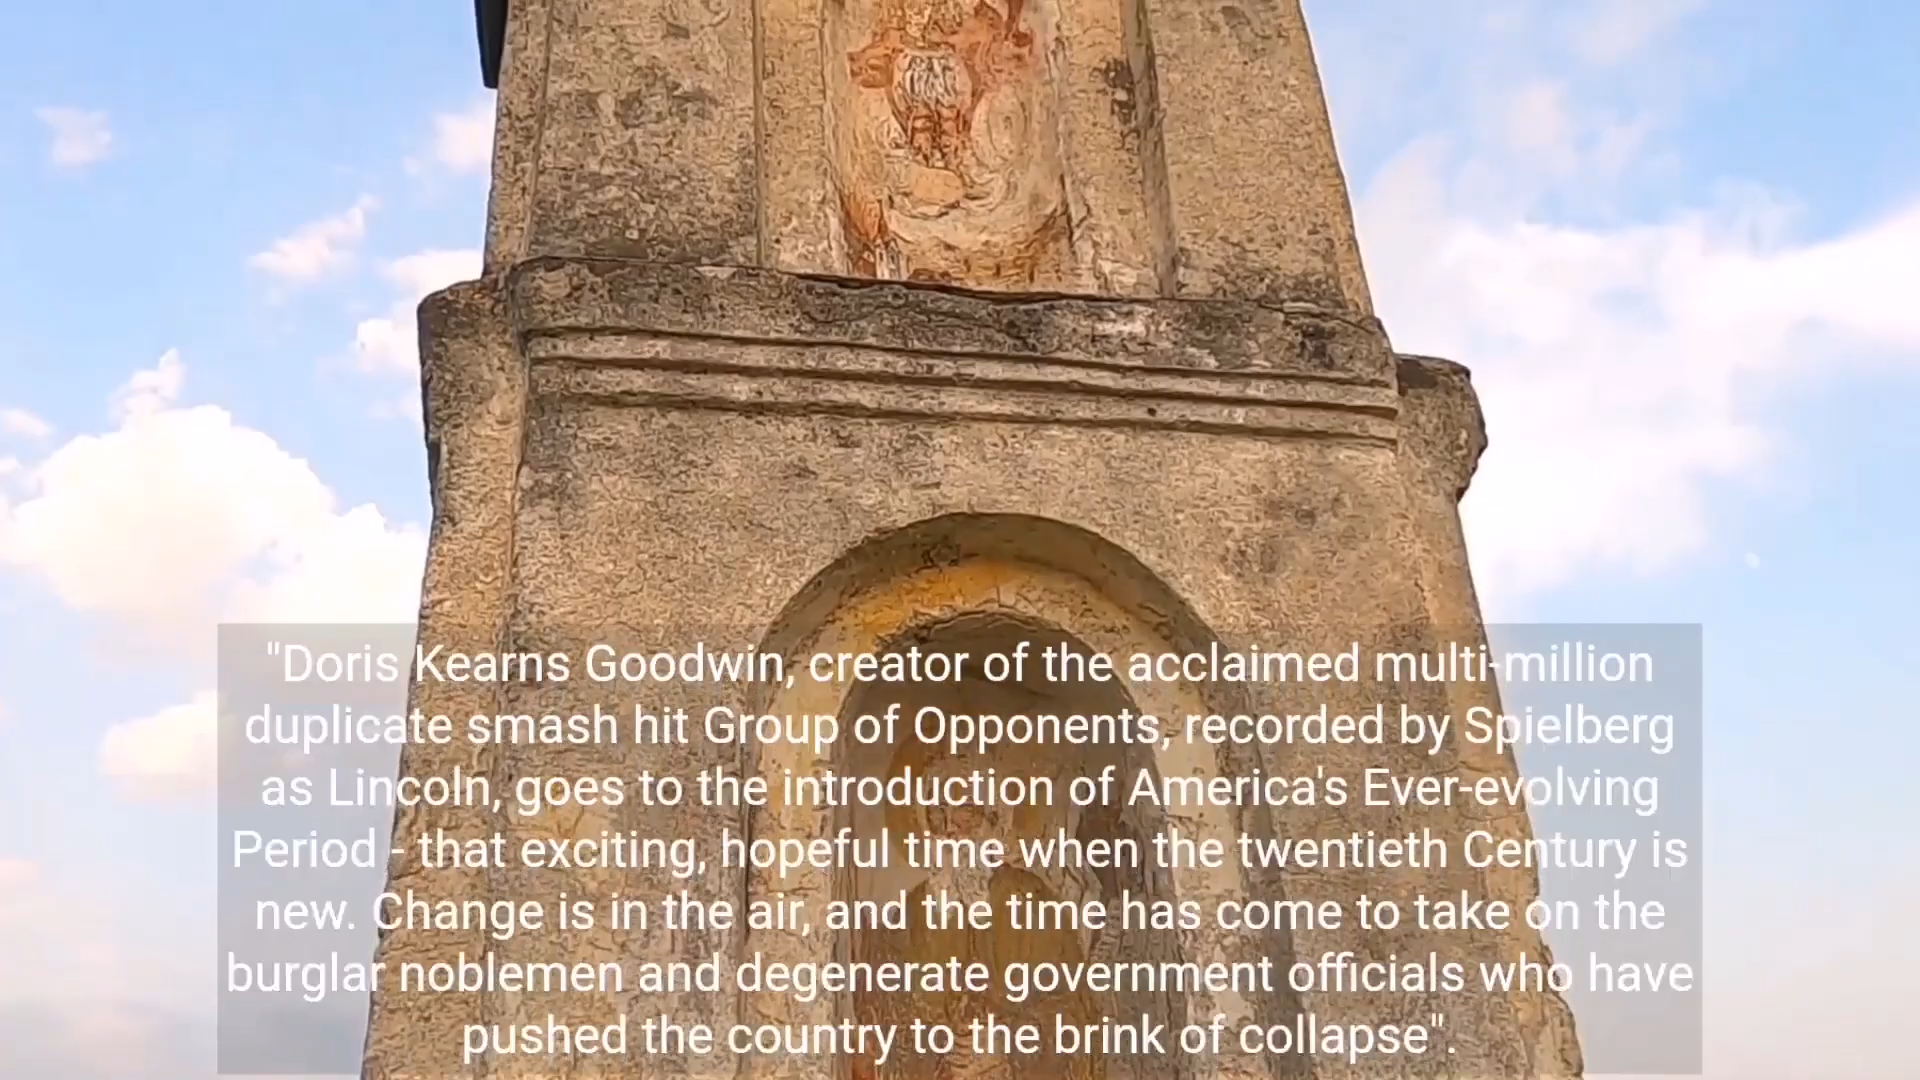 "Doris Kearns Goodwin, creator of the acclaimed multi-million
duplicate smash hit Group of Opponents, recorded by Spielberg
as Lincoln, goes to the introduction of America's Ever-evolving
Period - that exciting, hopeful time when the twentieth Century is
new. Change is in the air, and the time has come to take on the
burglar noblemen and degenerate government officials who have
pushed the country to the brink of collapse".